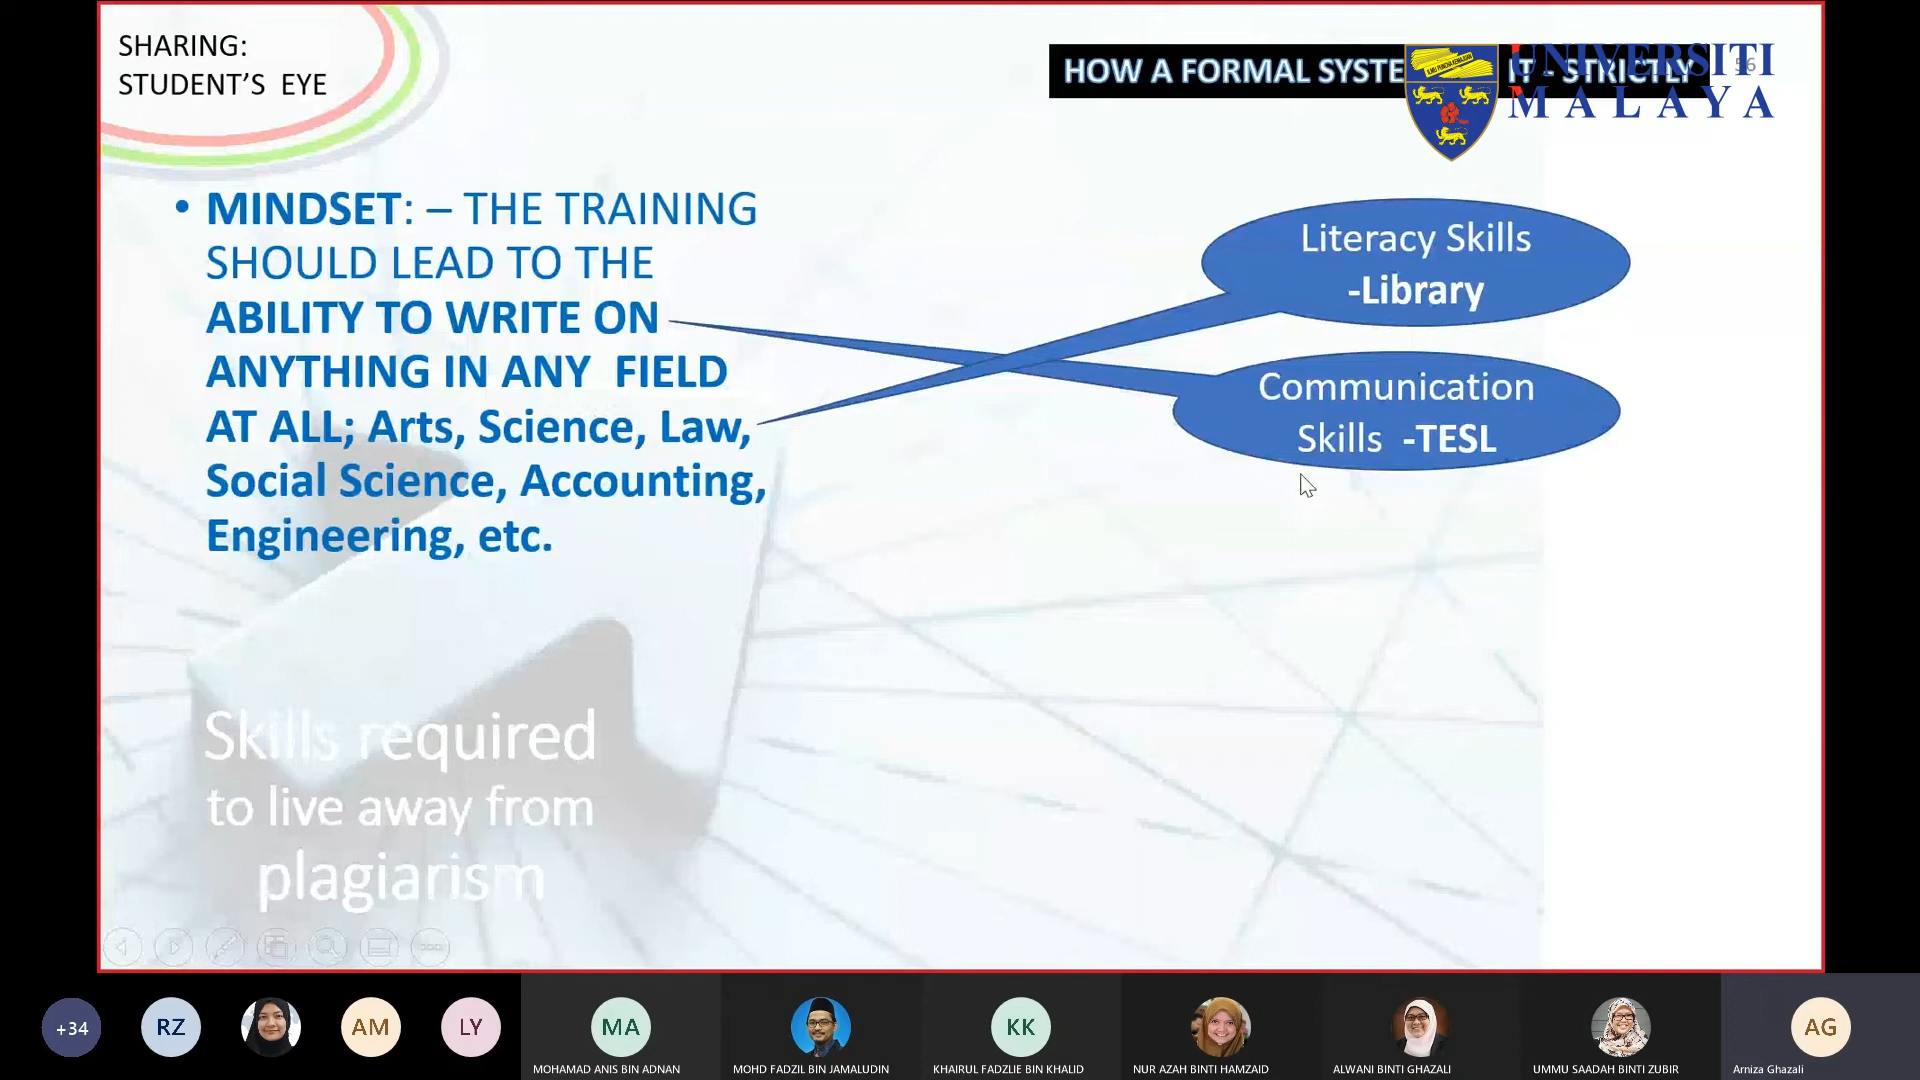 SHARING:
STUDENT'S EYE
HOW A FORMAL SYSTE IT - STRICTLY
56
UNIVERSITI
MALAYA
• MINDSET: – THE TRAINING
SHOULD LEAD TO THE
ABILITY TO WRITE ON
ANYTHING IN ANY FIELD
AT ALL; Arts, Science, Law,
Social Science, Accounting,
Engineering, etc.
Literacy Skills
-Library
Communication
Skills -TESL
Skills required
to live away from
plagiarism
+34
RZ
AM
LY
MA
KK
AG
MOHAMAD ANIS BIN ADNAN
MOHD FADZIL BIN JAMALUDIN
KHAIRUL FADZLIE BIN KHALID
NUR AZAH BINTI HAMZAID
ALWANI BINTI GHAZALI
UMMU SAADAH BINTI ZUBIR
Arniza Ghazali